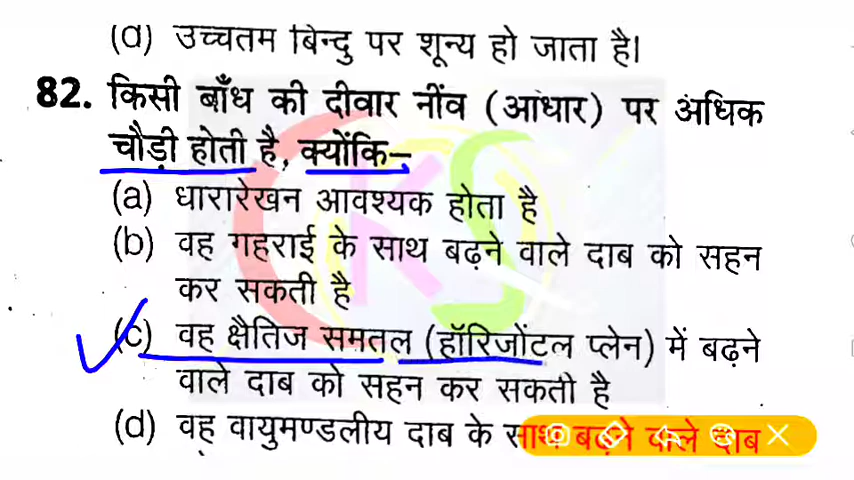 (d) उच्चतम बिन्दु पर शून्य हो जाता है।
82. किसी बाँध की दीवार नींव (आधार) पर अधिक
चौड़ी होती है, क्योंकि–
(a) धारारेखन आवश्यक होता है
(b) वह गहराई के साथ बढ़ने वाले दाब को सहन
कर सकती है
(c) वह क्षैतिज समतल (हॉरिजोंटल प्लेन) में बढ़ने
वाले दाब को सहन कर सकती है
(d) वह वायुमण्डलीय दाब के साथ बढ़ने वाले दाब